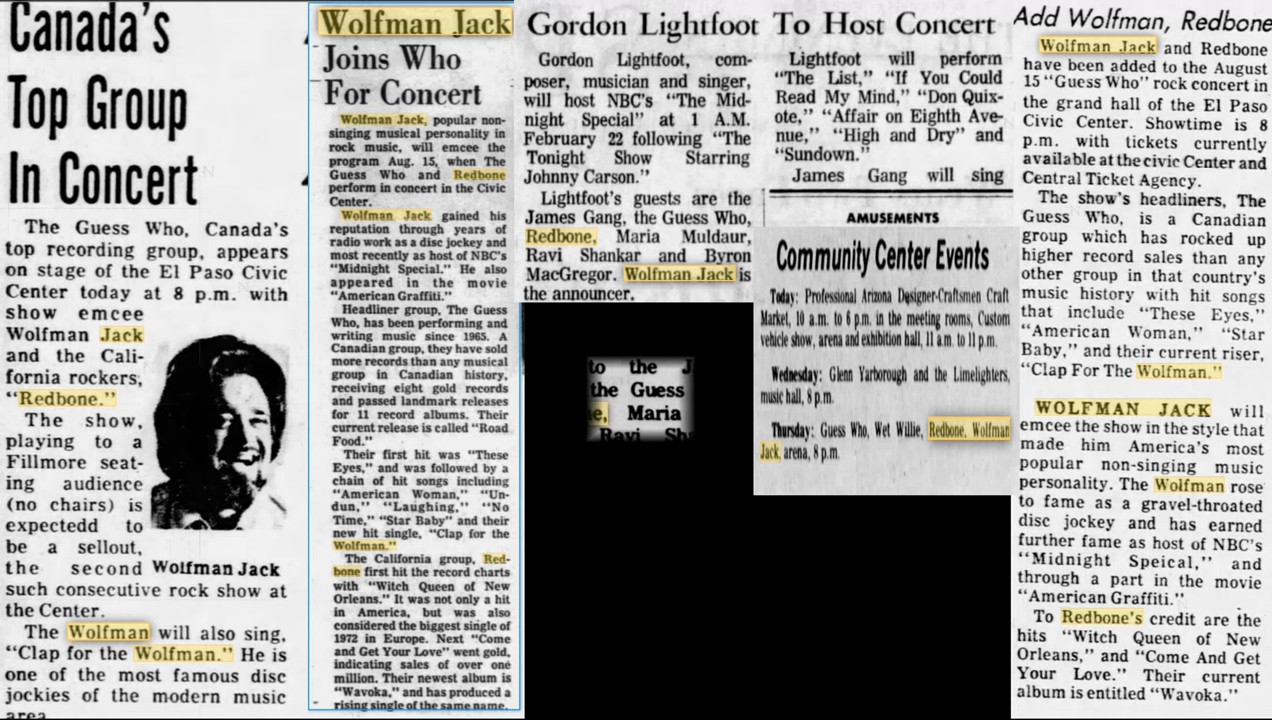 Canada's
Top Group
In Concert
The Guess Who, Canada's
top recording group, appears
on stage of the El Paso Civic
Center today at 8 p.m. with
show emcee
Wolfman Jack
and the Cali-
fornia rockers,
"Redbone."
The show,
playing to a
Fillmore seat-
ing audience
(no chairs) is
expectedd to
be a sellout,
the second
Wolfman Jack
such consecutive rock show at
the Center.
The Wolfman will also sing,
"Clap for the Wolfman." He is
one of the most famous disc
jockies of the modern music
area
Wolfman Jack
Joins Who
For Concert
Wolfman Jack, popular non-
singing musical personality in
rock music, will emcee the
program Aug. 15, when The
Guess Who and Redbone
perform in concert in the Civic
Center.
Wolfman Jack gained his
reputation through years of
radio work as a disc jockey and
most recently as host of NBC's
"Midnight Special." He also
appeared in the movie
"American Graffiti."
Headliner group, The Guess
Who, has been performing and
writing music since 1965. A
Canadian group, they have sold
more records than any musical
group in Canadian history,
receiving eight gold records
and passed landmark releases
for 11 record albums. Their
current release is called "Road
Food."
Their first hit was "These
Eyes," and was followed by a
chain of hit songs including
"American Woman," "Un-
dun," "Laughing," "No
Time," "Star Baby" and their
new hit single, "Clap for the
Wolfman."
The California group, Red-
bone first hit the record charts
with "Witch Queen of New
Orleans." It was not only a hit
in America, but was also
considered the biggest single of
1972 in Europe. Next "Come
and Get Your Love" went gold,
indicating sales of over one
million. Their newest album is
"Wavoka," and has produced a
rising single of the same name.
Gordon Lightfoot To Host Concert
Gordon Lightfoot, com-
poser, musician and singer,
will host NBC's "The Mid-
night Special" at 1 A.M.
February 22 following "The
Tonight Show Starring
Johnny Carson."
Lightfoot's guests are the
James Gang, the Guess Who,
Redbone, Maria Muldaur,
Ravi Shankar and Byron
MacGregor. Wolfman Jack is
the announcer.
Lightfoot will perform
"The List," "If You Could
Read My Mind," "Don Quix-
ote," "Affair on Eighth Ave-
nue," "High and Dry" and
"Sundown."
James Gang will sing
to the J
the Guess
e, Maria
Ravi Sha
AMUSEMENTS
Community Center Events
Today: Professional Arizona Designer-Craftsmen Craft
Market, 10 a.m. to 6 p.m. in the meeting rooms, Custom
vehicle show, arena and exhibition hall, 11 a.m. to 11 p.m.
Wednesday: Glenn Yarborough and the Limelighters,
music hall, 8 p.m.
Thursday: Guess Who, Wet Willie, Redbone, Wolfman
Jack, arena, 8 p.m.
Add Wolfman, Redbone
Wolfman Jack and Redbone
have been added to the August
15 "Guess Who" rock concert in
the grand hall of the El Paso
Civic Center. Showtime is 8
p.m. with tickets currently
available at the civic Center and
Central Ticket Agency.
The show's headliners, The
Guess Who, is a Canadian
group which has rocked up
higher record sales than any
other group in that country's
music history with hit songs
that include "These Eyes,"
"American Woman," "Star
Baby," and their current riser,
"Clap For The Wolfman."
WOLFMAN JACK will
emcee the show in the style that
made him America's most
popular non-singing music
personality. The Wolfman rose
to fame as a gravel-throated
disc jockey and has earned
further fame as host of NBC's
"Midnight Speical," and
through a part in the movie
"American Graffiti."
To Redbone's credit are the
hits "Witch Queen of New
Orleans," and "Come And Get
Your Love." Their current
album is entitled "Wavoka."